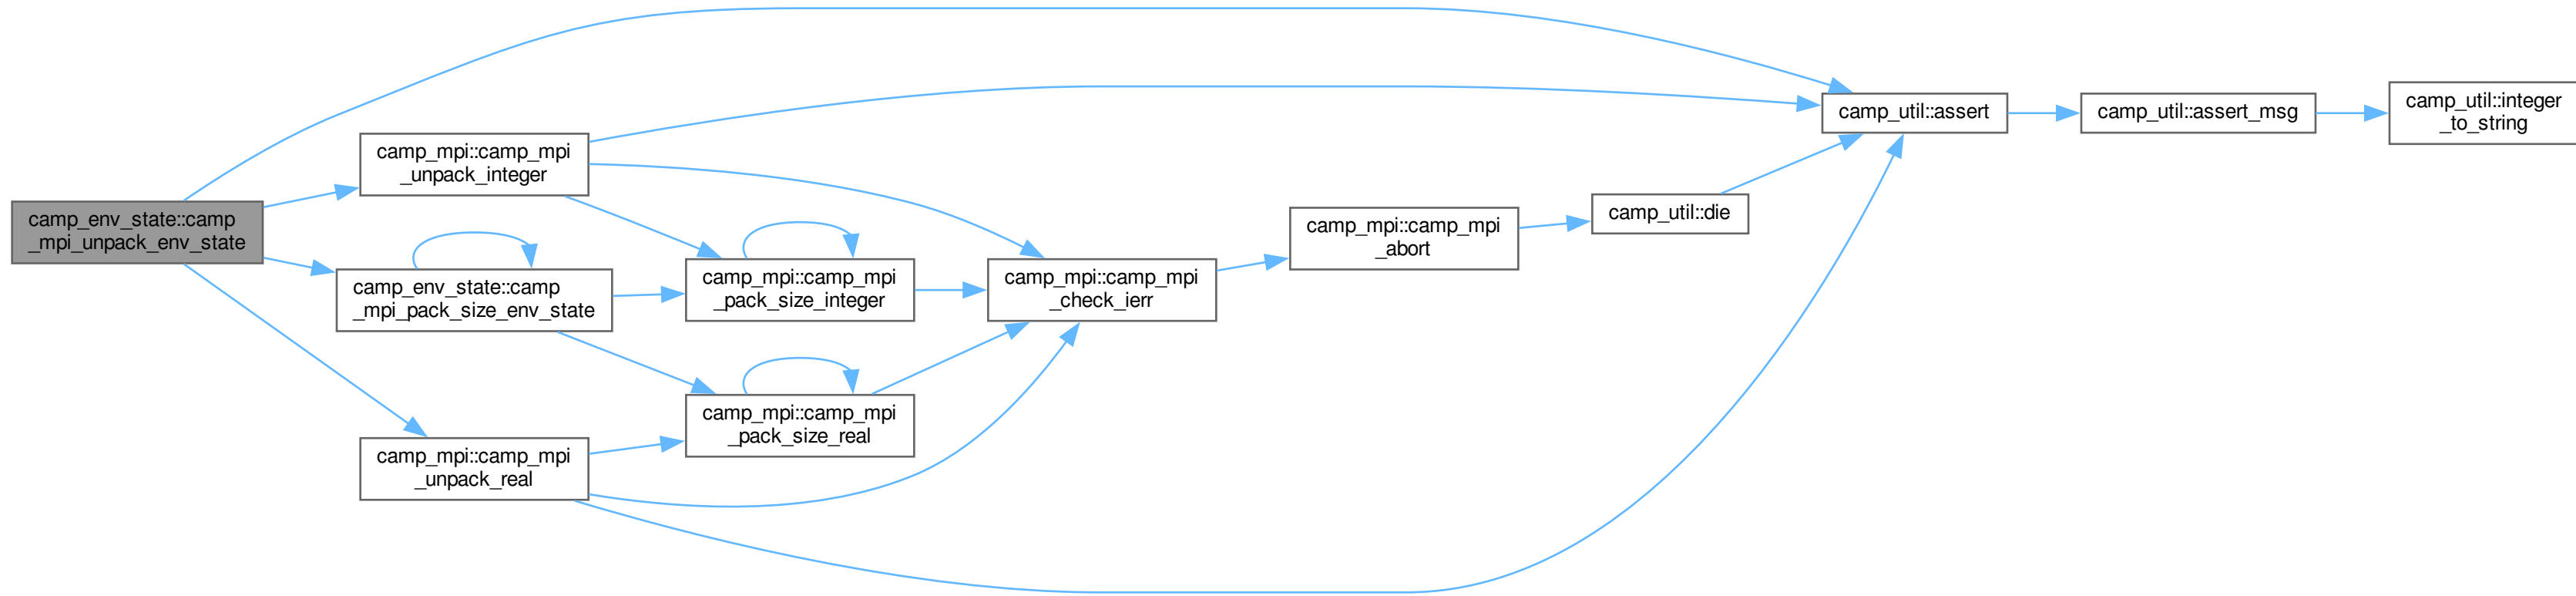 camp_env_state::camp
_mpi_unpack_env_state
camp_mpi::camp_mpi
_unpack_integer
camp_env_state::camp
_mpi_pack_size_env_state
camp_mpi::camp_mpi
_unpack_real
camp_mpi::camp_mpi
_pack_size_integer
camp_mpi::camp_mpi
_pack_size_real
camp_mpi::camp_mpi
_check_ierr
camp_mpi::camp_mpi
_abort
camp_util::die
camp_util::assert
camp_util::assert_msg
camp_util::integer
_to_string